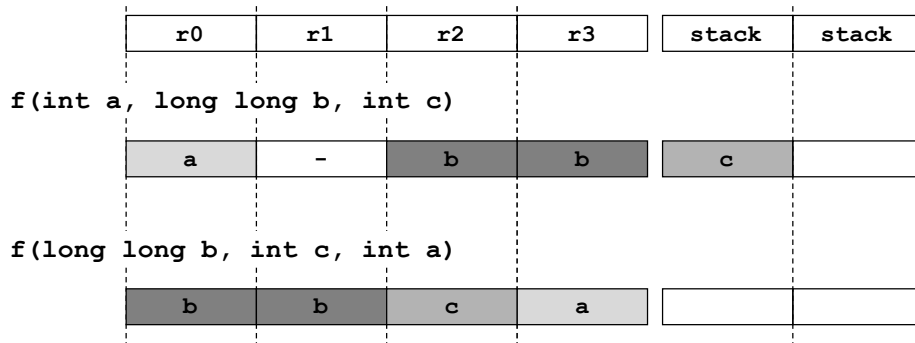 r0 r1 r2 r3 stack stack
f(int a, long long b, int c)
a - b b c
f(long long b, int c, int a)
b b c a